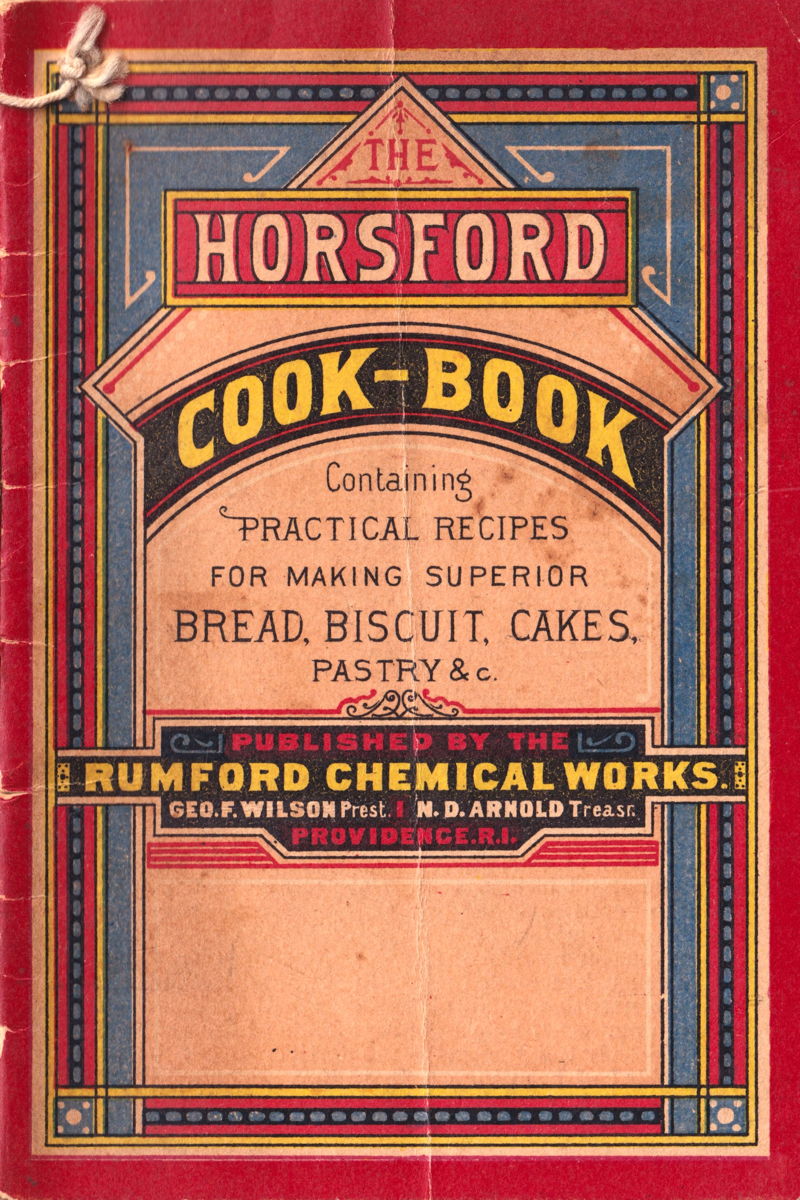 THE
HORSFORD
COOK-BOOK
Containing
PRACTICAL RECIPES
FOR MAKING SUPERIOR
BREAD, BISCUIT, CAKES,
PASTRY & c.
PUBLISHED BY THE
RUMFORD CHEMICAL WORKS.
GEO. F. WILSON Prest. N. D. ARNOLD Treasr.
PROVIDENCE. R.I.